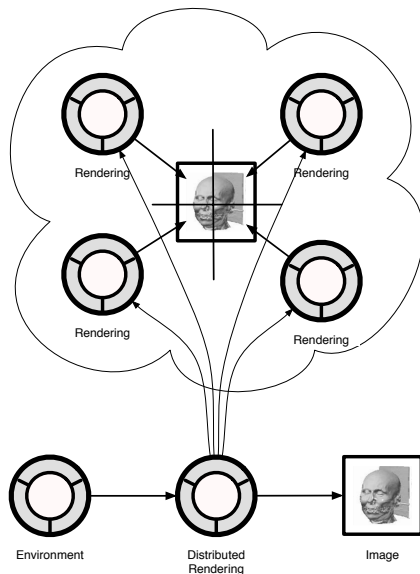 Rendering
Rendering
Rendering
Rendering
Environment
Distributed
Rendering
Image